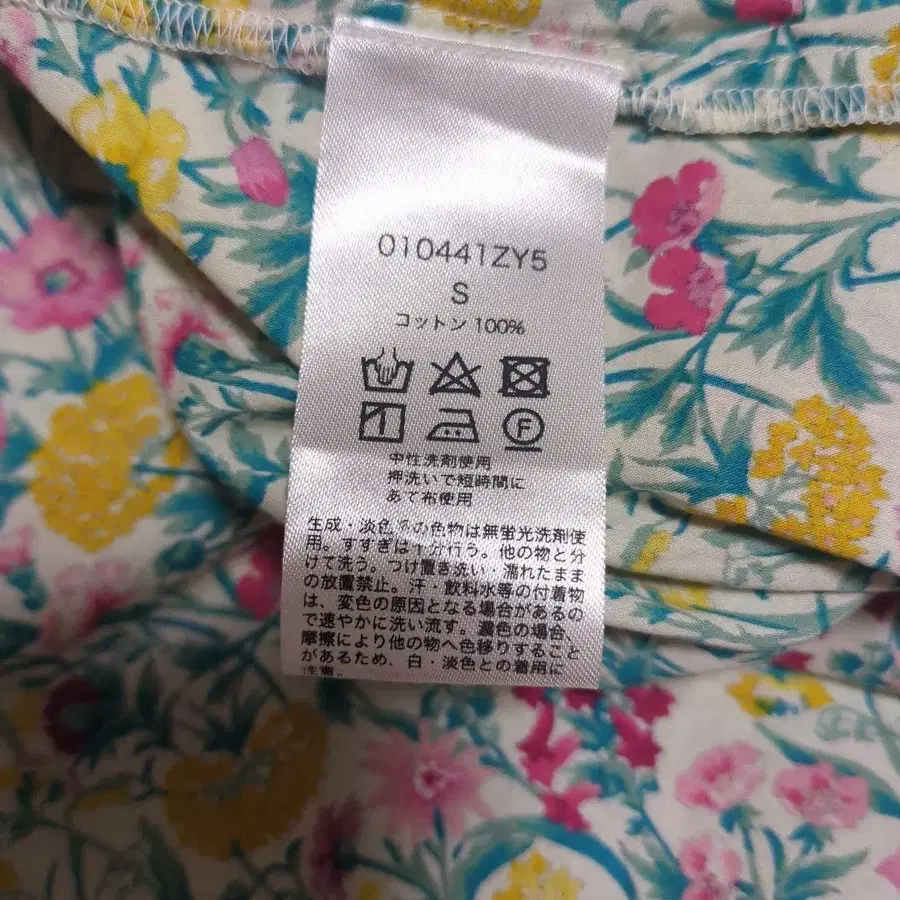 010441ZY5
S
コットン 100%
F
中性洗剤使用
押洗いで短時間に
あて布使用
生成・淡色系の色物は無蛍光洗剤使
用。すすぎは十分行う。他の物と分
けて洗う。つけ置き洗い・濡れたまま
の放置禁止。汗・飲料水等の付着物
は、変色の原因となる場合があるの
で速やかに洗い流す。濃色の場合、
摩擦により他の物へ色移りすること
があるため、白・淡色との着用に
注意。